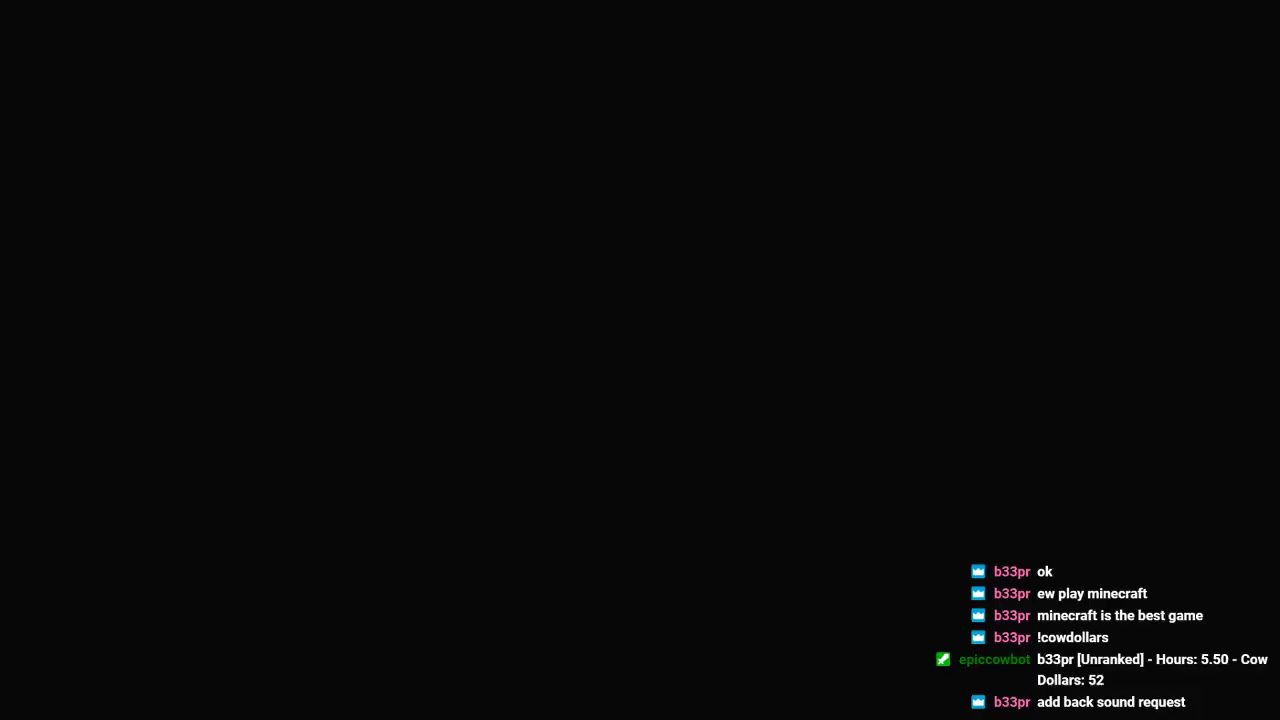 b33pr ok
b33pr ew play minecraft
b33pr minecraft is the best game
b33pr !cowdollars
epiccowbot b33pr [Unranked] - Hours: 5.50 - Cow
Dollars: 52
b33pr add back sound request